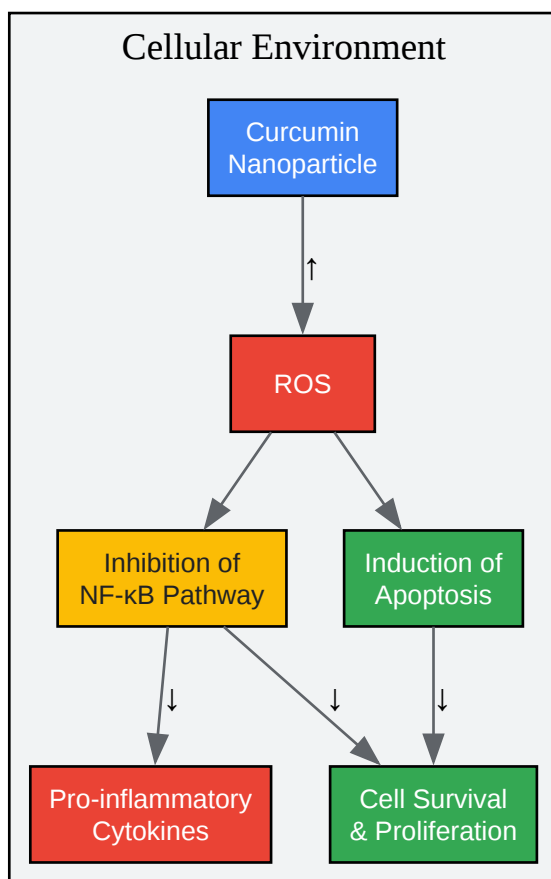 Cellular Environment
Curcumin
Nanoparticle
↑
ROS
Inhibition of
NF-κB Pathway
Induction of
Apoptosis
↓
↓
↓
Pro-inflammatory
Cytokines
Cell Survival
& Proliferation